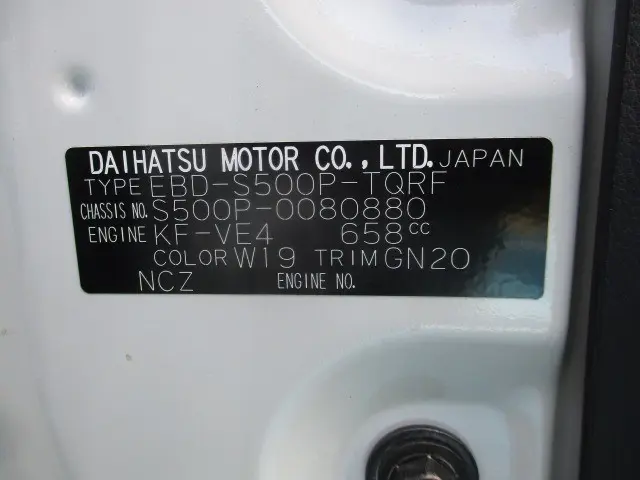 DAIHATSU MOTOR CO.,LTD. JAPAN
TYPE EBD-S500P-TQRF
CHASSIS NO. S500P-0080880
ENGINE KF-VE4 658cc
COLOR W19 TRIM GN20
NCZ ENGINE NO.